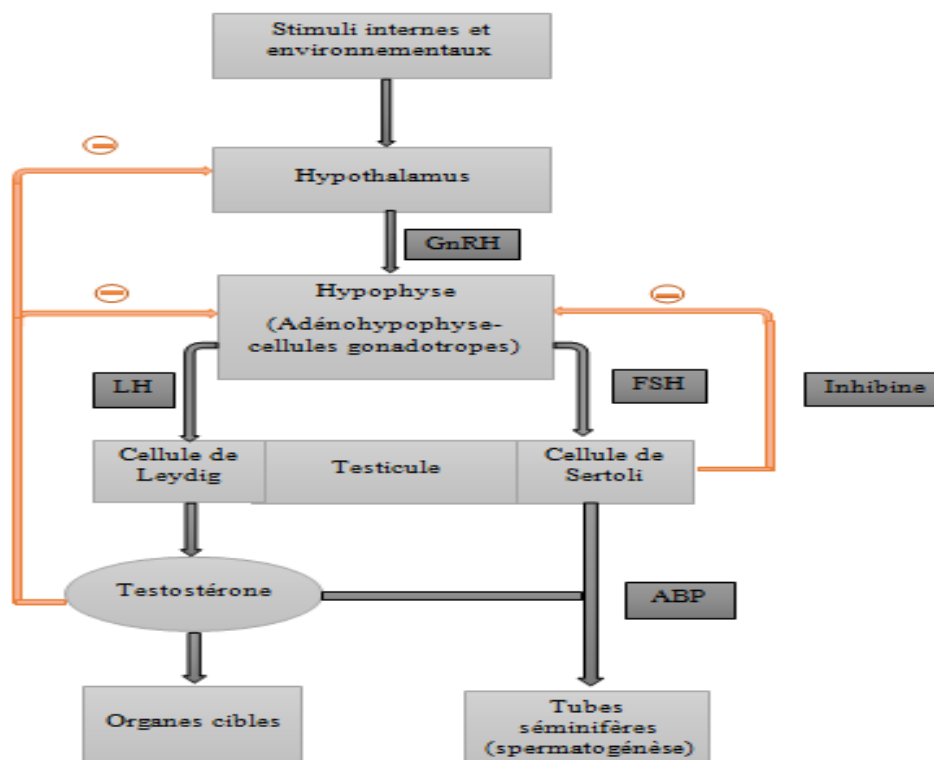 Stimuli internes et
environnementaux
Hypothalamus
GnRH
Hypophyse
(Adénohypophyse-
cellules gonadotropes)
LH
FSH
Inhibine
Cellule de
Leydig
Testicule
Cellule de
Sertoli
Testostérone
ABP
Organes cibles
Tubes
séminifères
(spermatogénèse)